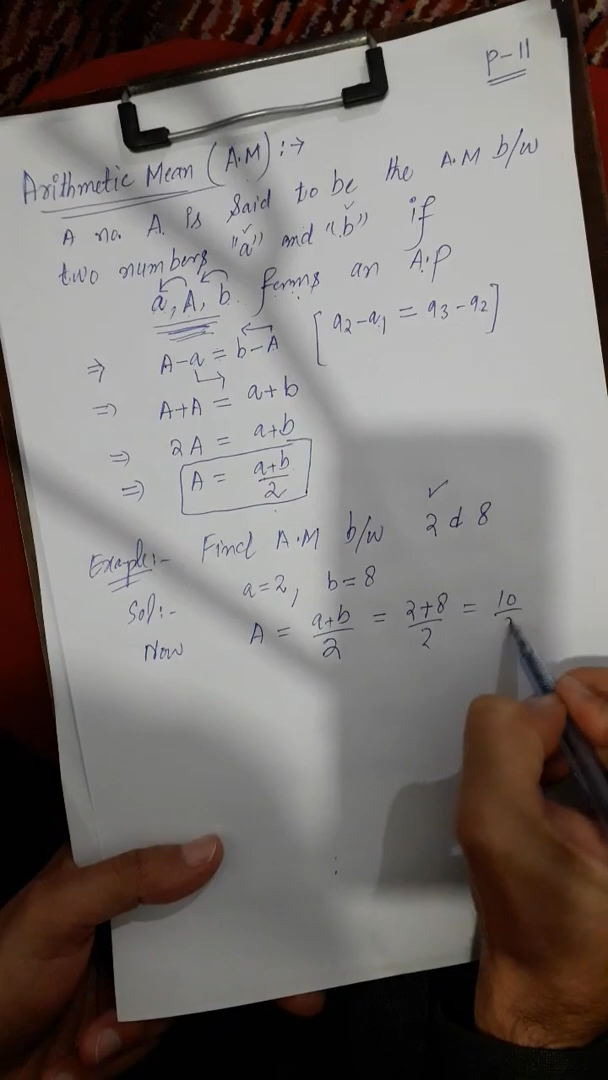 P-11
Arithmetic Mean (A.M) :→
A no. A is said to be the A.M b/w
two numbers "a" and "b" if
a, A, b forms an A.P
⇒ A-a = b-A [a₂-a₁ = a₃-a₂]
⇒ A+A = a+b
⇒ 2A = a+b
⇒ A = a+b/2
Example:- Find A.M b/w 2 d 8
Sol:- a=2, b=8
Now A = a+b/2 = 2+8/2 = 10/2